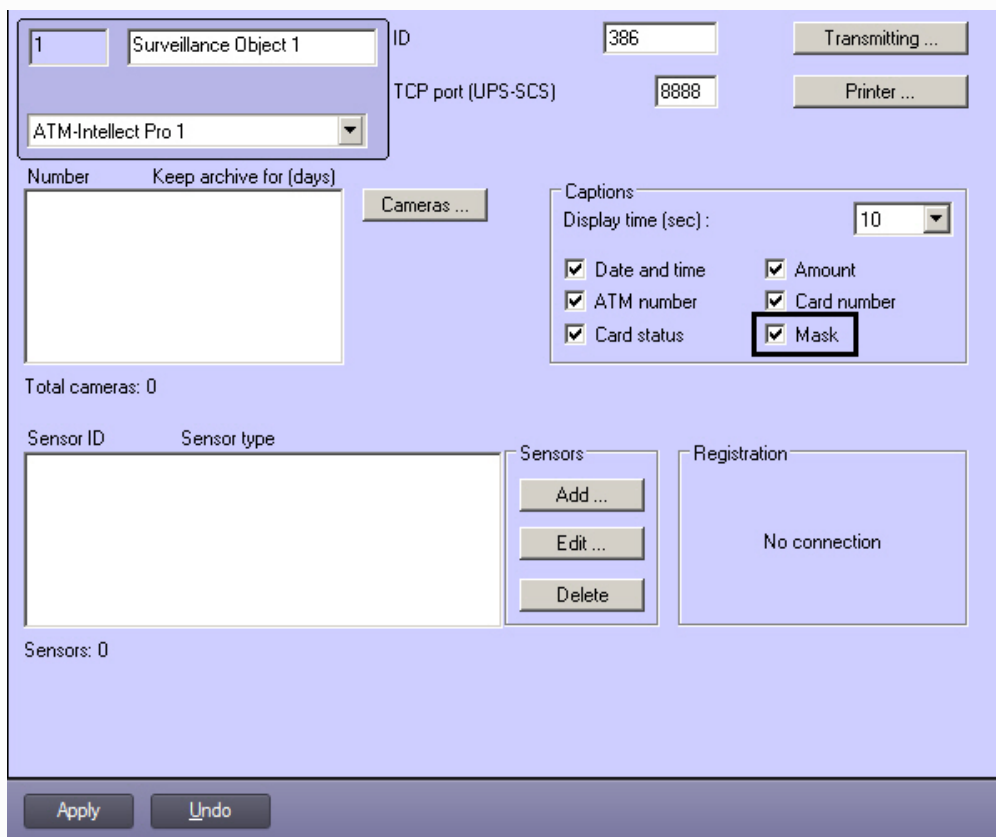 1
Surveillance Object 1
ID
386
Transmitting ...
TCP port (UPS-SCS)
8888
Printer ...
ATM-Intellect Pro 1
Number Keep archive for (days)
Cameras ...
Captions
Display time (sec) :
10
Date and time
Amount
ATM number
Card number
Card status
Mask
Total cameras: 0
Sensor ID Sensor type
Sensors
Add ...
Edit ...
Delete
Registration
No connection
Sensors: 0
Apply
Undo